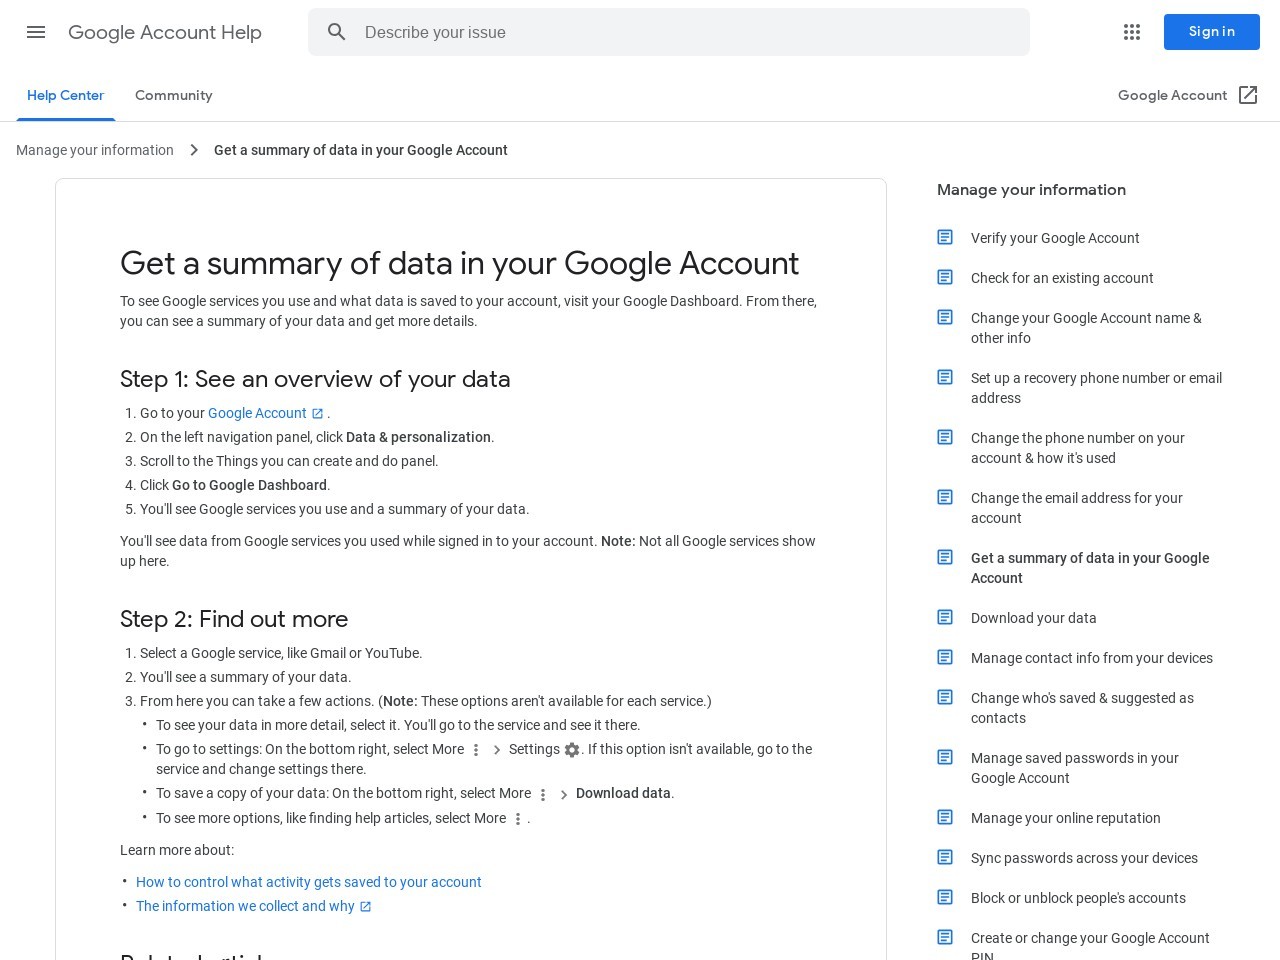 Google Account Help
Describe your issue
Sign in
Help Center
Community
Google Account
Manage your information
Get a summary of data in your Google Account
Get a summary of data in your Google Account
To see Google services you use and what data is saved to your account, visit your Google Dashboard. From there,
you can see a summary of your data and get more details.
Step 1: See an overview of your data
1. Go to your Google Account .
2. On the left navigation panel, click Data & personalization.
3. Scroll to the Things you can create and do panel.
4. Click Go to Google Dashboard.
5. You'll see Google services you use and a summary of your data.
You'll see data from Google services you used while signed in to your account. Note: Not all Google services show
up here.
Step 2: Find out more
1. Select a Google service, like Gmail or YouTube.
2. You'll see a summary of your data.
3. From here you can take a few actions. (Note: These options aren't available for each service.)
• To see your data in more detail, select it. You'll go to the service and see it there.
• To go to settings: On the bottom right, select More > Settings . If this option isn't available, go to the
service and change settings there.
• To save a copy of your data: On the bottom right, select More > Download data.
• To see more options, like finding help articles, select More .
Learn more about:
• How to control what activity gets saved to your account
• The information we collect and why
Manage your information
Verify your Google Account
Check for an existing account
Change your Google Account name &
other info
Set up a recovery phone number or email
address
Change the phone number on your
account & how it's used
Change the email address for your
account
Get a summary of data in your Google
Account
Download your data
Manage contact info from your devices
Change who's saved & suggested as
contacts
Manage saved passwords in your
Google Account
Manage your online reputation
Sync passwords across your devices
Block or unblock people's accounts
Create or change your Google Account
PIN